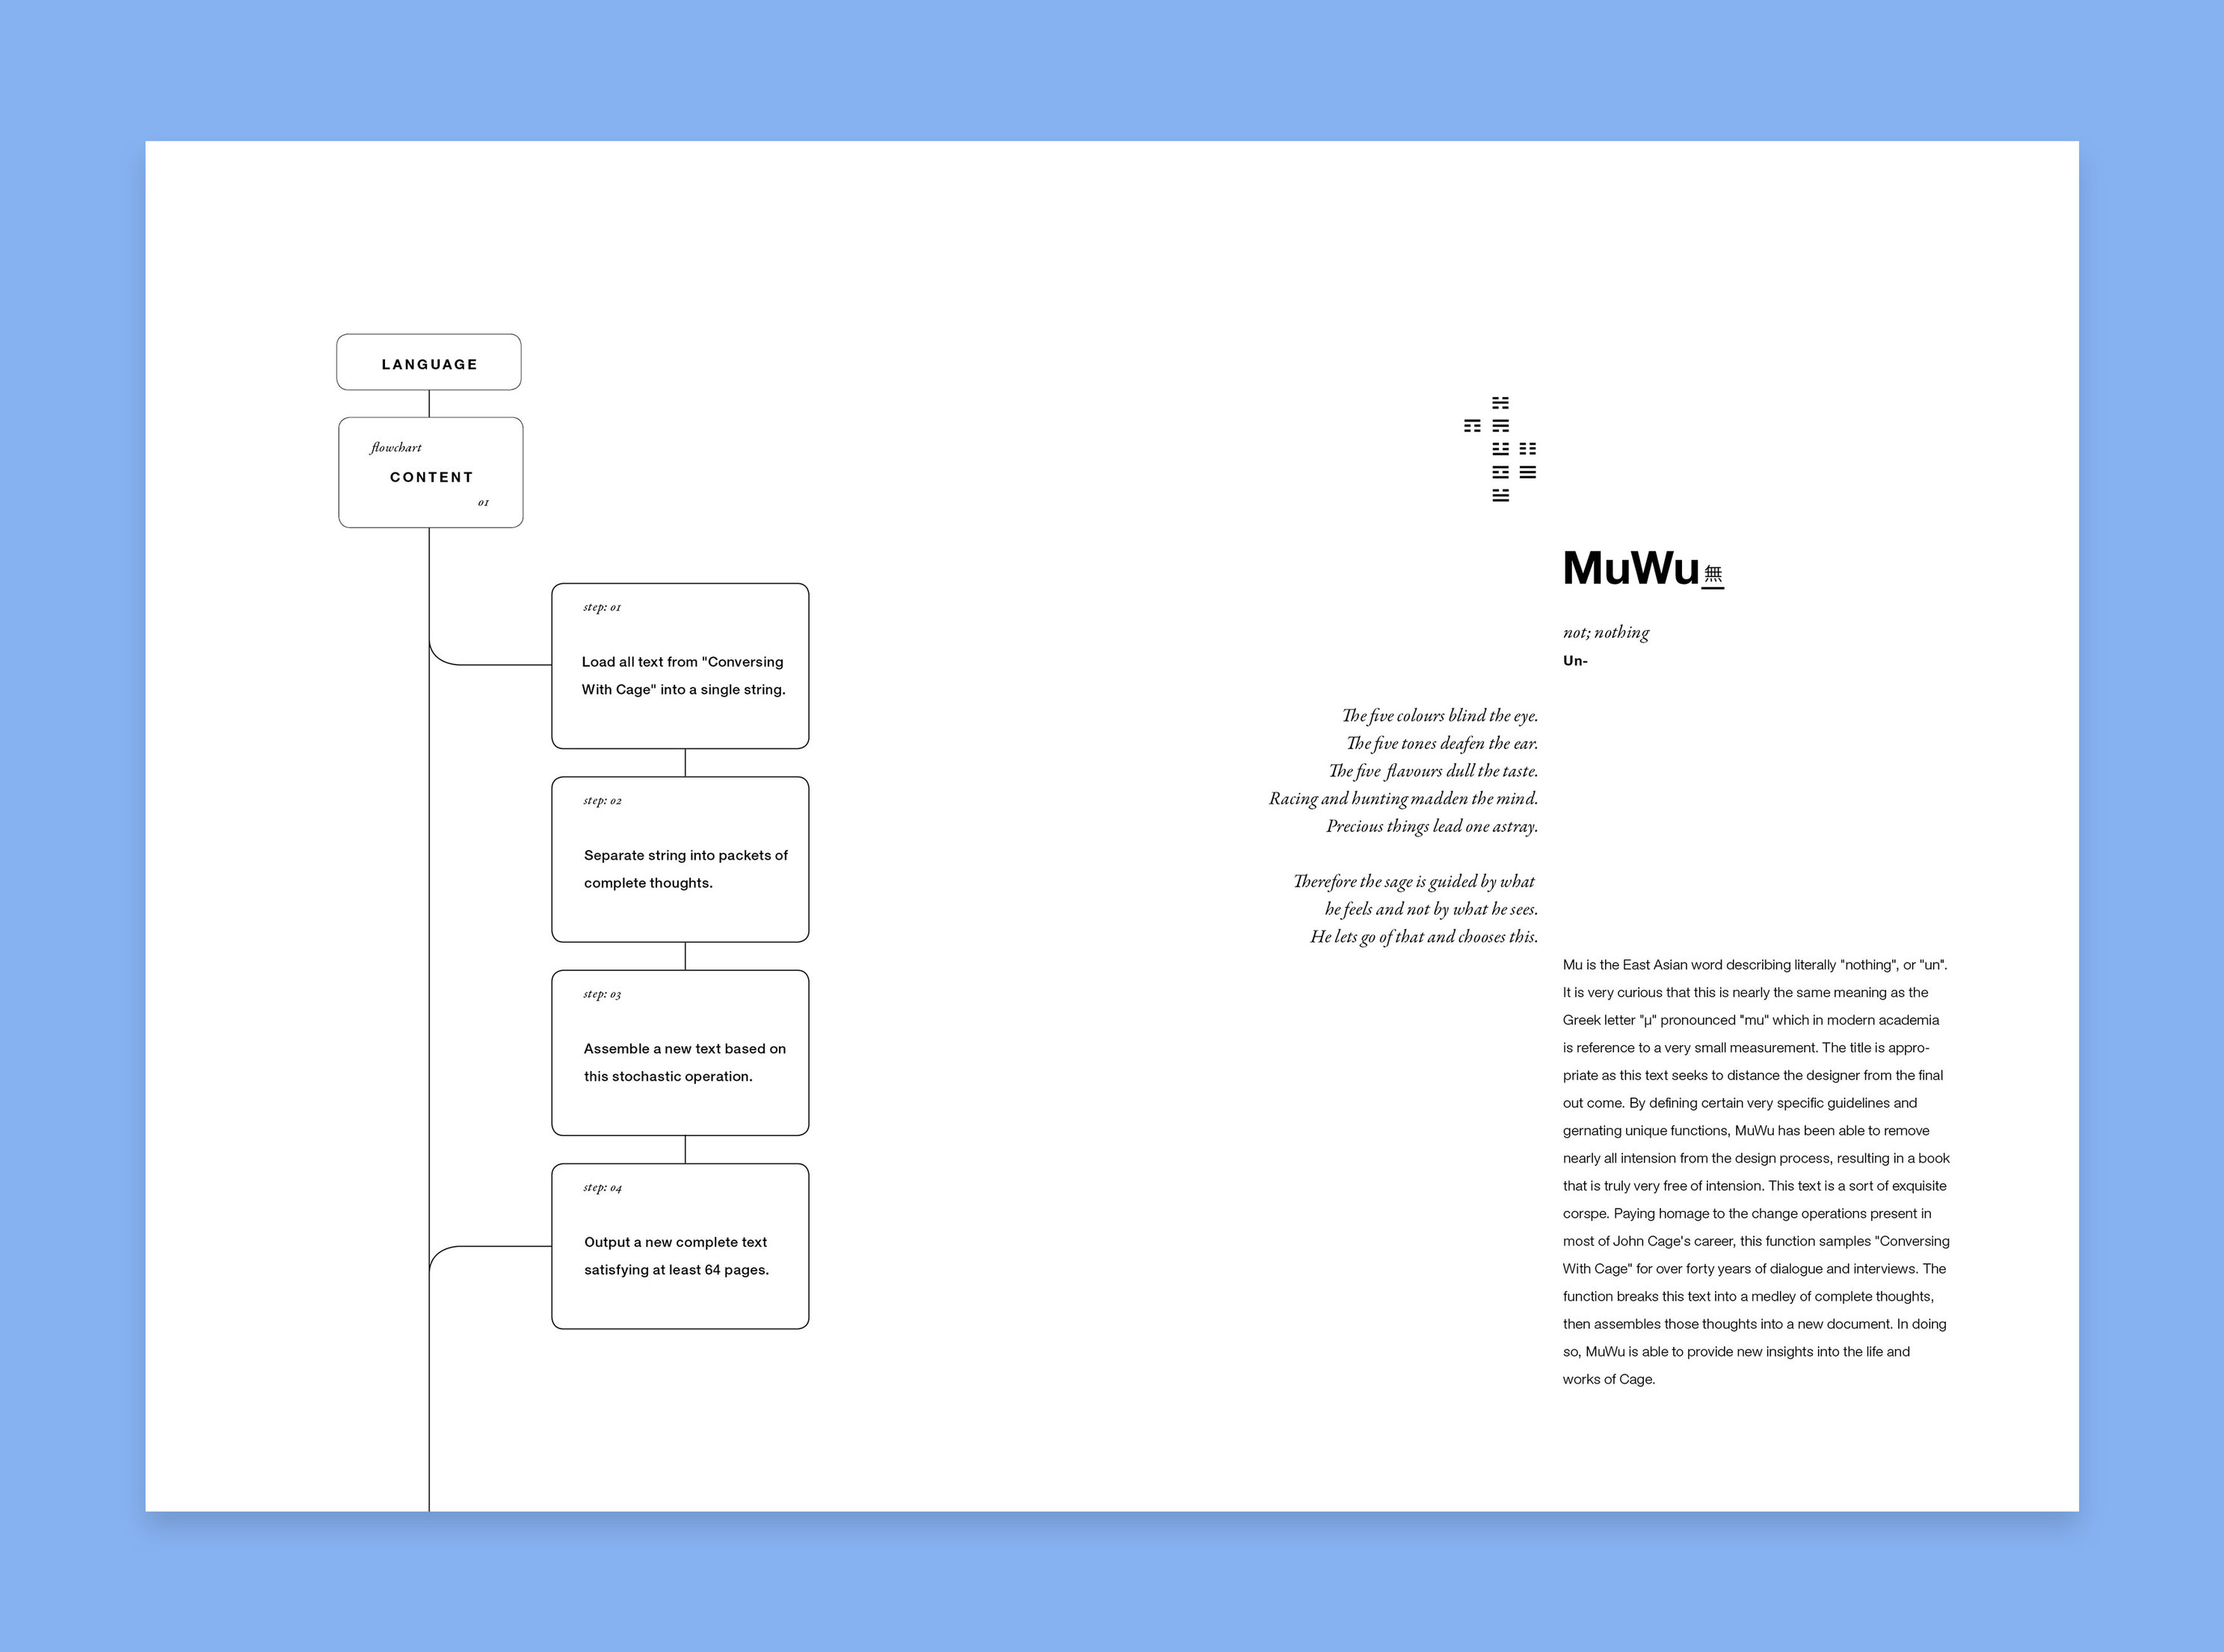 LANGUAGE
flowchart
CONTENT
01
step: 01
Load all text from "Conversing
With Cage" into a single string.
step: 02
Separate string into packets of
complete thoughts.
step: 03
Assemble a new text based on
this stochastic operation.
step: 04
Output a new complete text
satisfying at least 64 pages.
☵
☶ ☴
☳ ☷
☲ ☰
☱
MuWu無
not; nothing
Un-
The five colours blind the eye.
The five tones deafen the ear.
The five flavours dull the taste.
Racing and hunting madden the mind.
Precious things lead one astray.
Therefore the sage is guided by what
he feels and not by what he sees.
He lets go of that and chooses this.
Mu is the East Asian word describing literally "nothing", or "un".
It is very curious that this is nearly the same meaning as the
Greek letter "µ" pronounced "mu" which in modern academia
is reference to a very small measurement. The title is appro-
priate as this text seeks to distance the designer from the final
out come. By defining certain very specific guidelines and
gernating unique functions, MuWu has been able to remove
nearly all intension from the design process, resulting in a book
that is truly very free of intension. This text is a sort of exquisite
corspe. Paying homage to the change operations present in
most of John Cage's career, this function samples "Conversing
With Cage" for over forty years of dialogue and interviews. The
function breaks this text into a medley of complete thoughts,
then assembles those thoughts into a new document. In doing
so, MuWu is able to provide new insights into the life and
works of Cage.